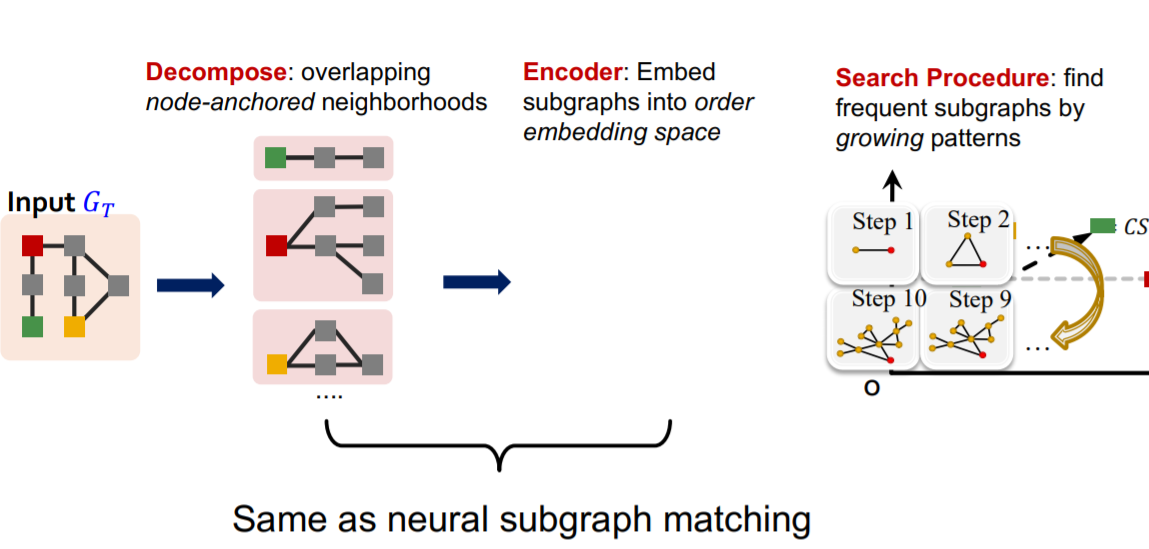 Decompose: overlapping
node-anchored neighborhoods
Encoder: Embed
subgraphs into order
embedding space
Search Procedure: find
frequent subgraphs by
growing patterns
Input G_T
Step 1
Step 2
...
CS
Step 10
Step 9
...
O
....
Same as neural subgraph matching